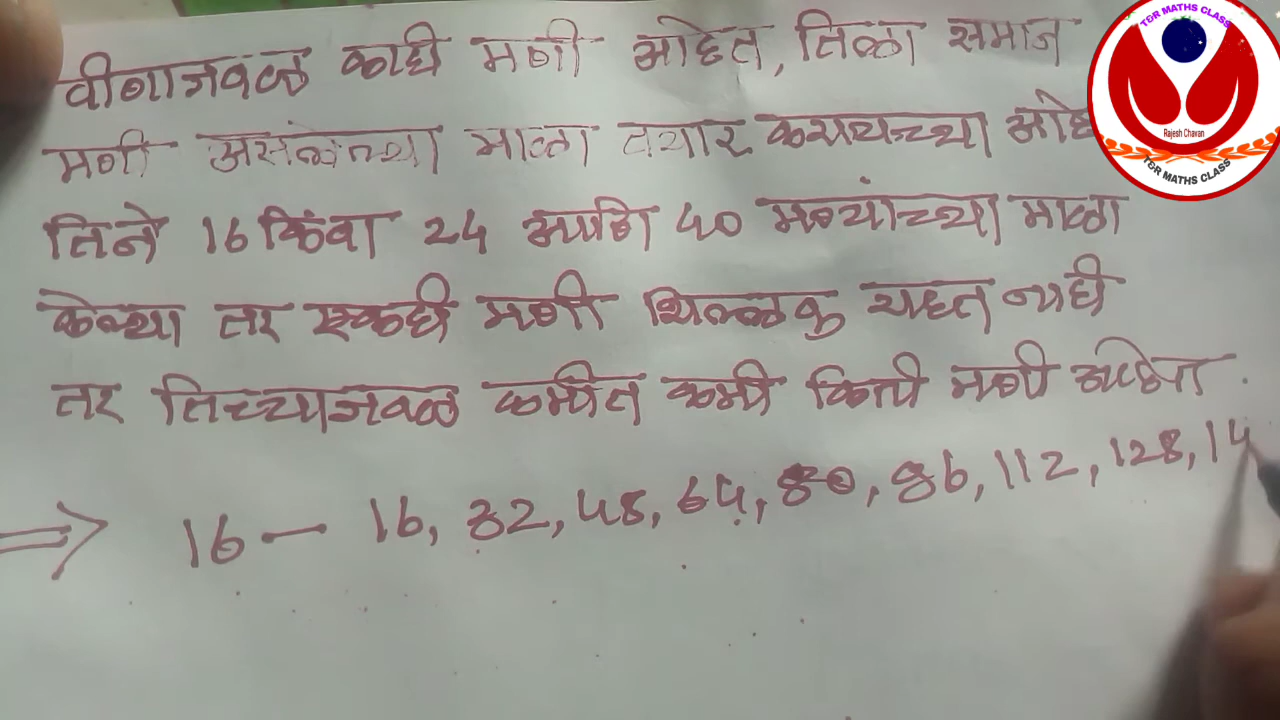 वीणाजवळ काही मणी आहेत, तिला समान
मणी असलेल्या माळा तयार करायच्या आहे
तिने 16 किंवा 24 आणि 40 मण्यांच्या माळा
केल्या तर एकही मणी शिल्लक राहत नाही
तर तिच्याजवळ कमीत कमी किती मणी आहेत.
⇒ 16 — 16, 32, 48, 64, 80, 96, 112, 128, 14
T&R MATHS CLASS
Rajesh Chavan
T&R MATHS CLASS